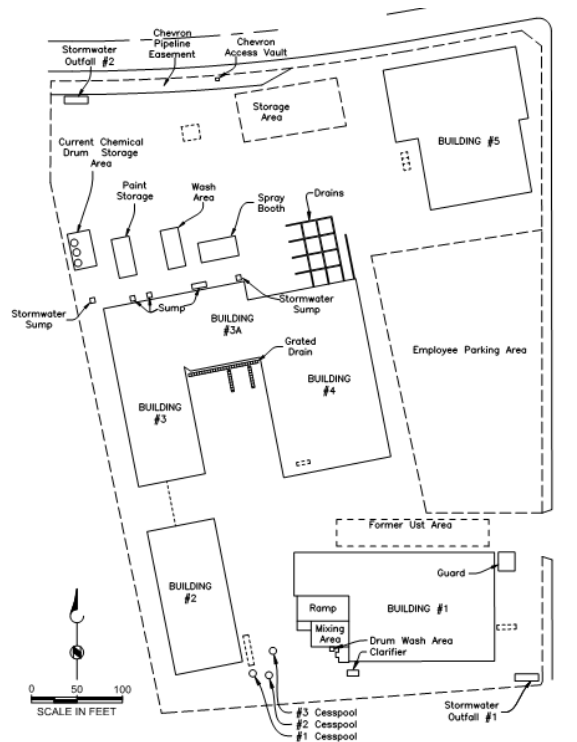 Chevron
Pipeline
Easement
Chevron
Access Vault
Stormwater
Outfall #2
Storage
Area
BUILDING #5
Current Chemical
Drum Storage
Area
Paint
Storage
Wash
Area
Spray
Booth
Drains
Stormwater
Sump
Sump
Stormwater
Sump
BUILDING
#3A
Grated
Drain
Employee Parking Area
BUILDING
#3
BUILDING
#4
Former Ust Area
BUILDING
#2
Guard
Ramp
BUILDING #1
Mixing
Area
Drum Wash Area
Clarifier
0 50 100
SCALE IN FEET
#3 Cesspool
#2 Cesspool
#1 Cesspool
Stormwater
Outfall #1